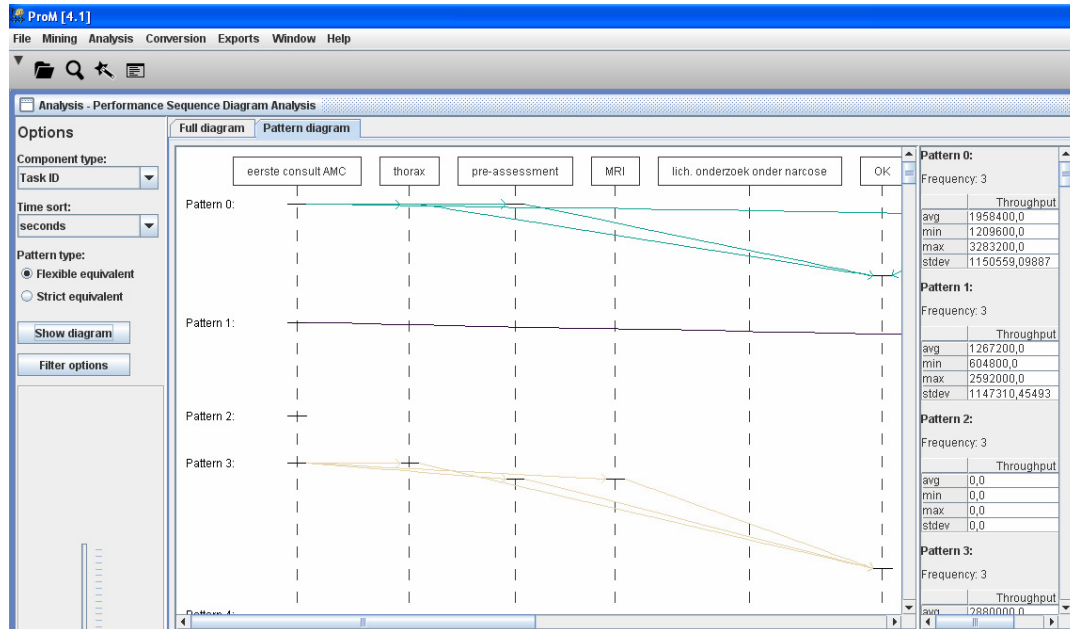 ProM [4.1]
File Mining Analysis Conversion Exports Window Help
Analysis - Performance Sequence Diagram Analysis
Options
Component type:
Task ID
Time sort:
seconds
Pattern type:
Flexible equivalent
Strict equivalent
Show diagram
Filter options
Full diagram Pattern diagram
eerste consult AMC thorax pre-assessment MRI lich. onderzoek onder narcose OK
Pattern 0:
Pattern 1:
Pattern 2:
Pattern 3:
Pattern 4:
Pattern 0:
Frequency: 3
Throughput
avg 1958400,0
min 1209600,0
max 3283200,0
stdev 1150559,09887
Pattern 1:
Frequency: 3
Throughput
avg 1267200,0
min 604800,0
max 2592000,0
stdev 1147310,45493
Pattern 2:
Frequency: 3
Throughput
avg 0,0
min 0,0
max 0,0
stdev 0,0
Pattern 3:
Frequency: 3
Throughput
avg 2880000,0